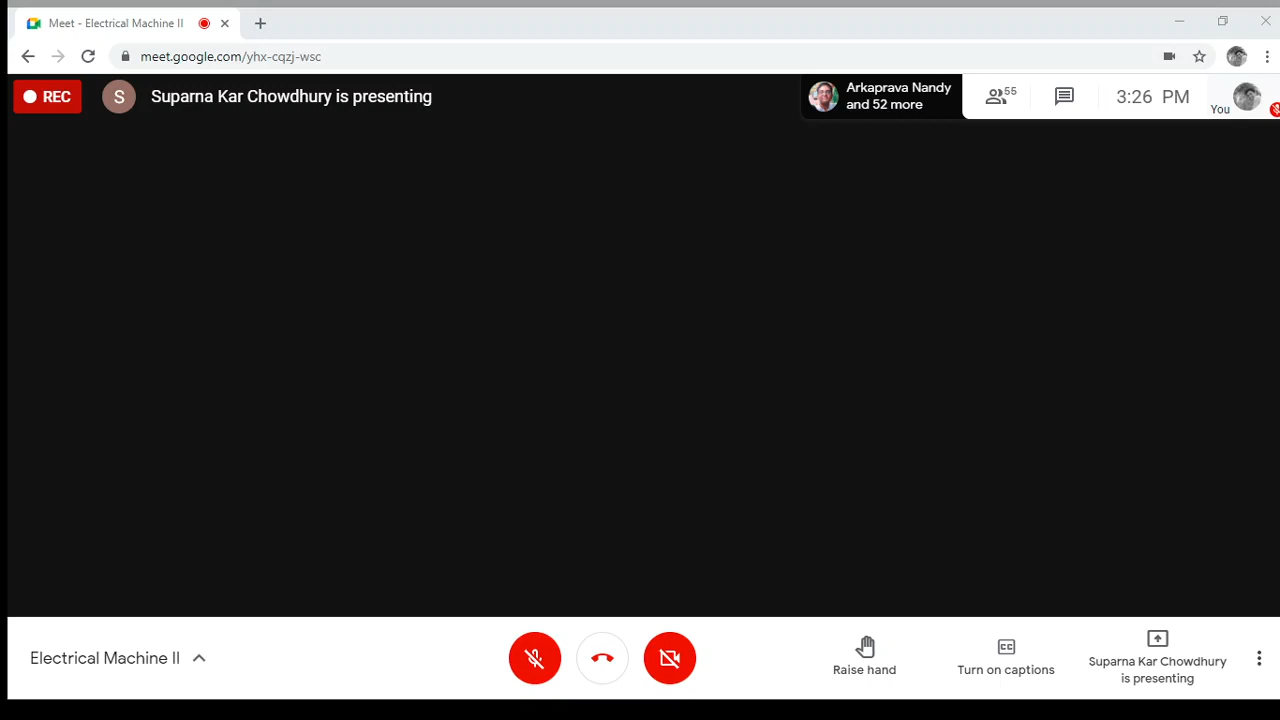 Meet - Electrical Machine II
meet.google.com/yhx-cqzj-wsc
REC
S
Suparna Kar Chowdhury is presenting
Arkaprava Nandy
and 52 more
55
3:26 PM
You
Electrical Machine II
Raise hand
CC
Turn on captions
Suparna Kar Chowdhury
is presenting